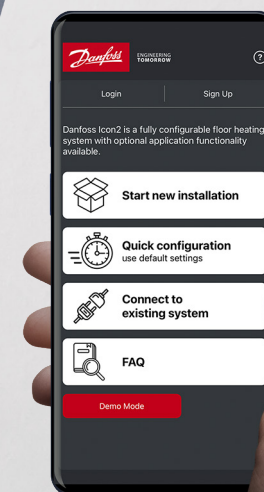 Danfoss
ENGINEERING
TOMORROW
?
Login
Sign Up
Danfoss Icon2 is a fully configurable floor heating
system with optional application functionality
available.
Start new installation
Quick configuration
use default settings
Connect to
existing system
FAQ
Demo Mode